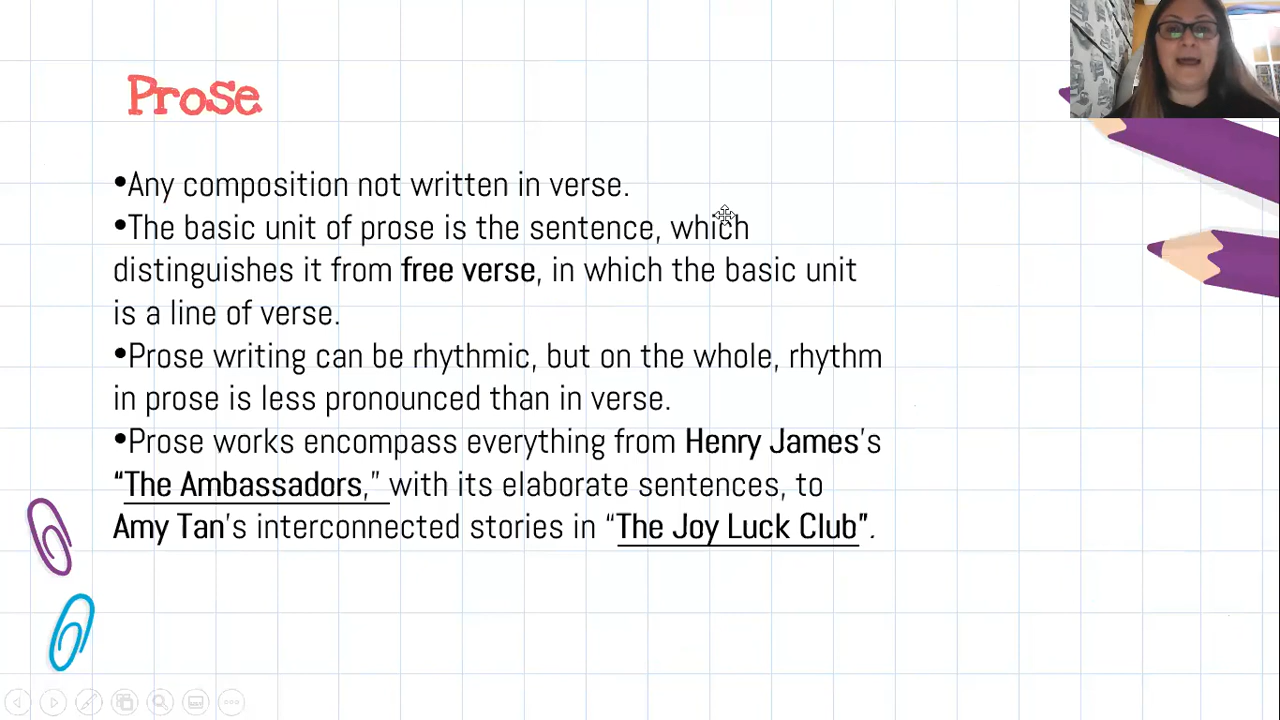 Prose
•Any composition not written in verse.
•The basic unit of prose is the sentence, which
distinguishes it from free verse, in which the basic unit
is a line of verse.
•Prose writing can be rhythmic, but on the whole, rhythm
in prose is less pronounced than in verse.
•Prose works encompass everything from Henry James's
“The Ambassadors,” with its elaborate sentences, to
Amy Tan's interconnected stories in “The Joy Luck Club”.